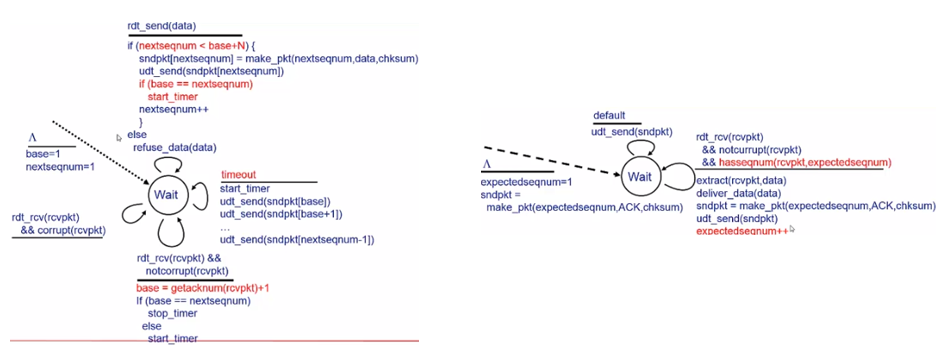 rdt_send(data)
if (nextseqnum < base+N) {
sndpkt[nextseqnum] = make_pkt(nextseqnum,data,chksum)
udt_send(sndpkt[nextseqnum])
if (base == nextseqnum)
start_timer
nextseqnum++
}
else
refuse_data(data)
Λ
base=1
nextseqnum=1
Wait
timeout
start_timer
udt_send(sndpkt[base])
udt_send(sndpkt[base+1])
...
udt_send(sndpkt[nextseqnum-1])
rdt_rcv(rcvpkt)
&& corrupt(rcvpkt)
rdt_rcv(rcvpkt) &&
notcorrupt(rcvpkt)
base = getacknum(rcvpkt)+1
If (base == nextseqnum)
stop_timer
else
start_timer
default
udt_send(sndpkt)
Λ
expectedseqnum=1
sndpkt =
make_pkt(expectedseqnum,ACK,chksum)
Wait
rdt_rcv(rcvpkt)
&& notcurrupt(rcvpkt)
&& hasseqnum(rcvpkt,expectedseqnum)
extract(rcvpkt,data)
deliver_data(data)
sndpkt = make_pkt(expectedseqnum,ACK,chksum)
udt_send(sndpkt)
expectedseqnum++